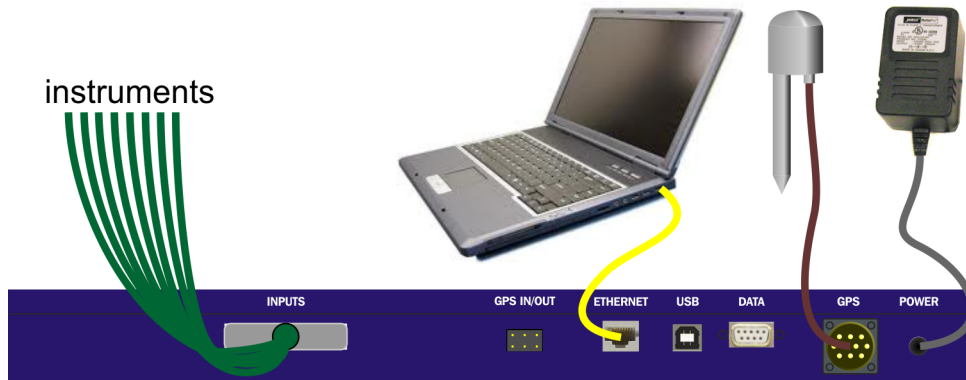 instruments
INPUTS
GPS IN/OUT
ETHERNET
USB
DATA
GPS
POWER